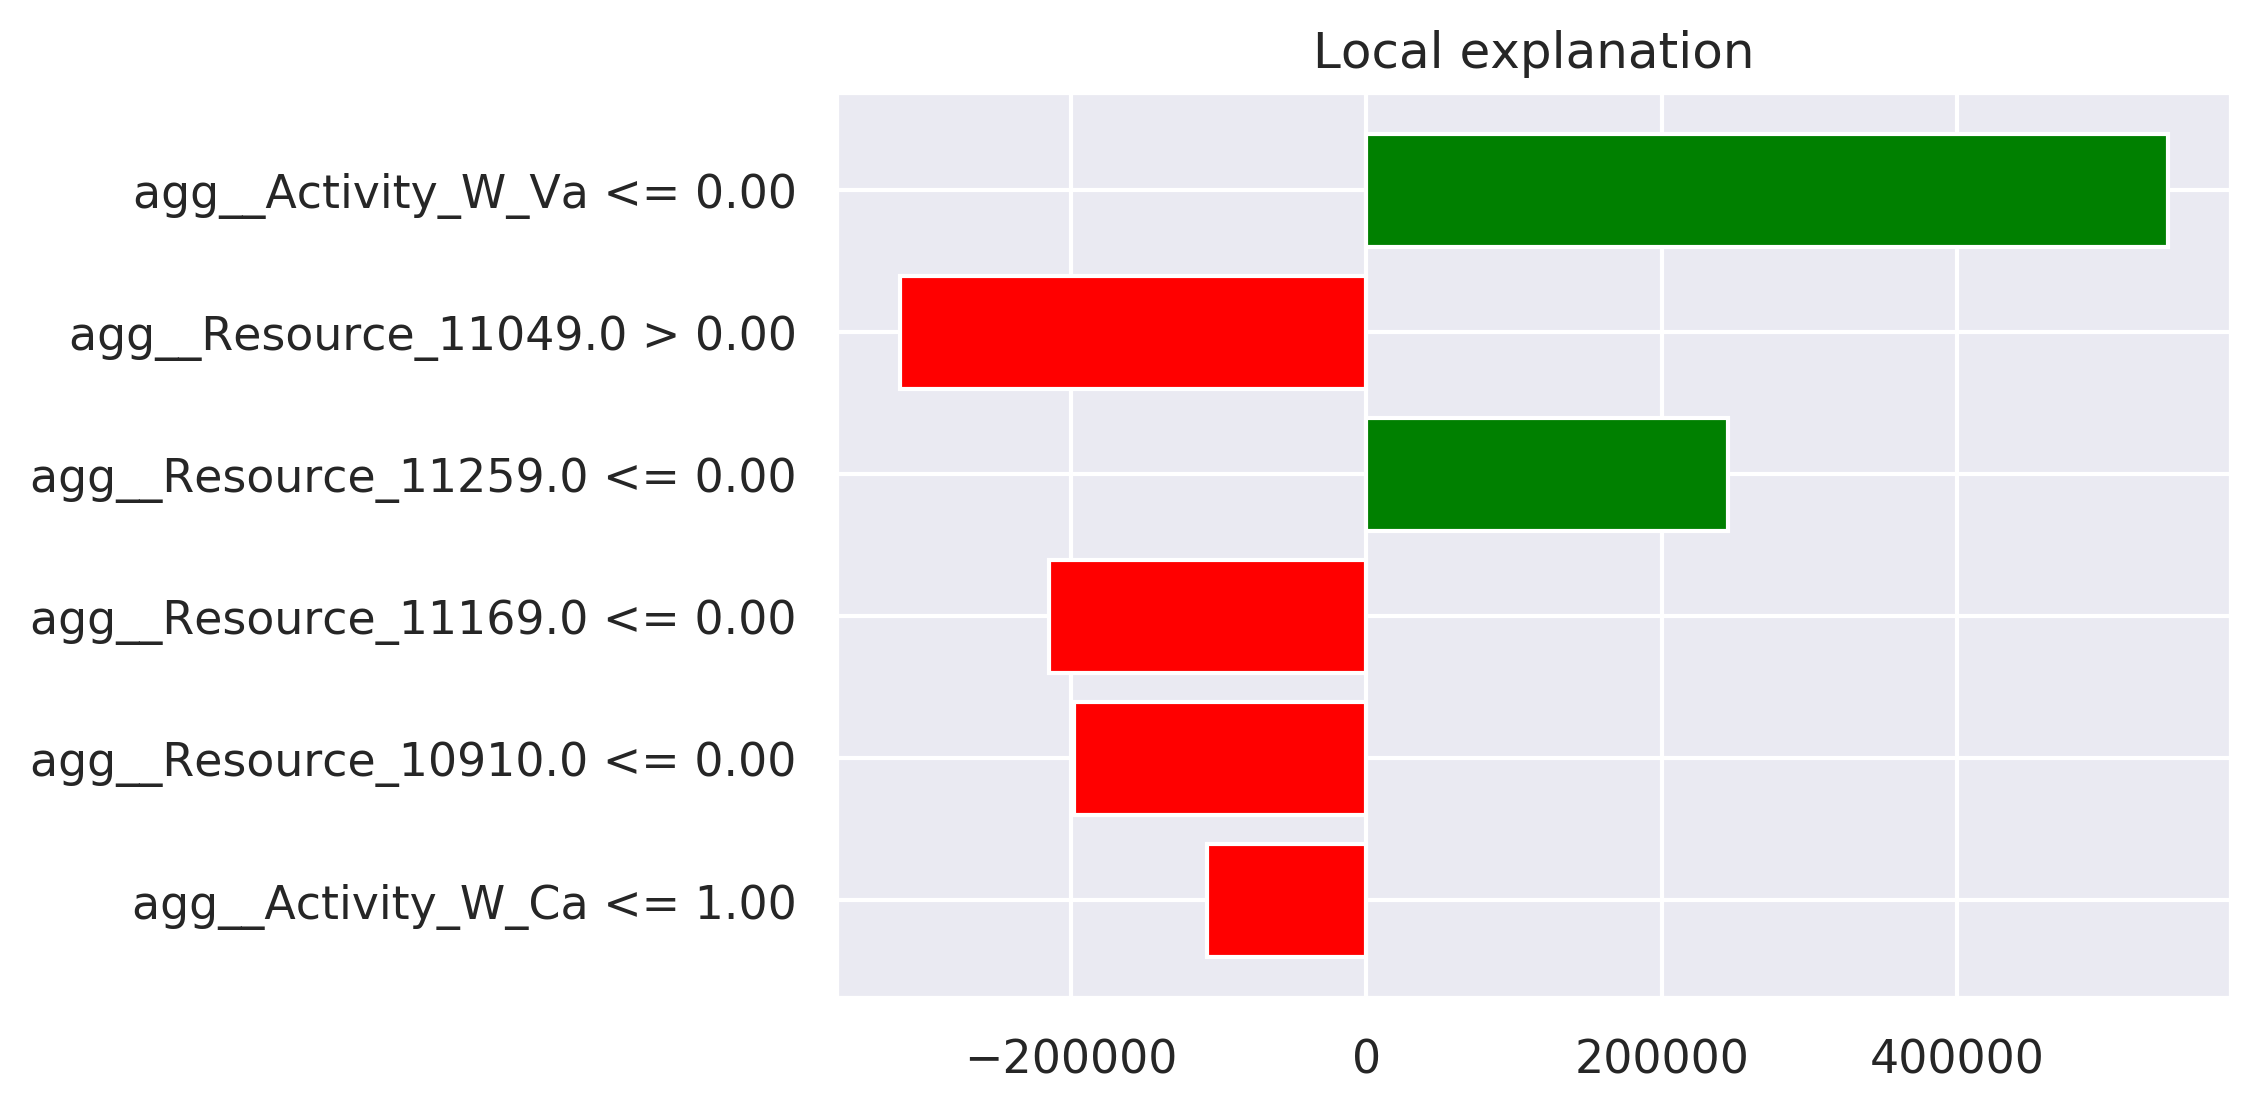 Local explanation
agg__Activity_W_Va <= 0.00
agg__Resource_11049.0 > 0.00
agg__Resource_11259.0 <= 0.00
agg__Resource_11169.0 <= 0.00
agg__Resource_10910.0 <= 0.00
agg__Activity_W_Ca <= 1.00
−200000 0 200000 400000